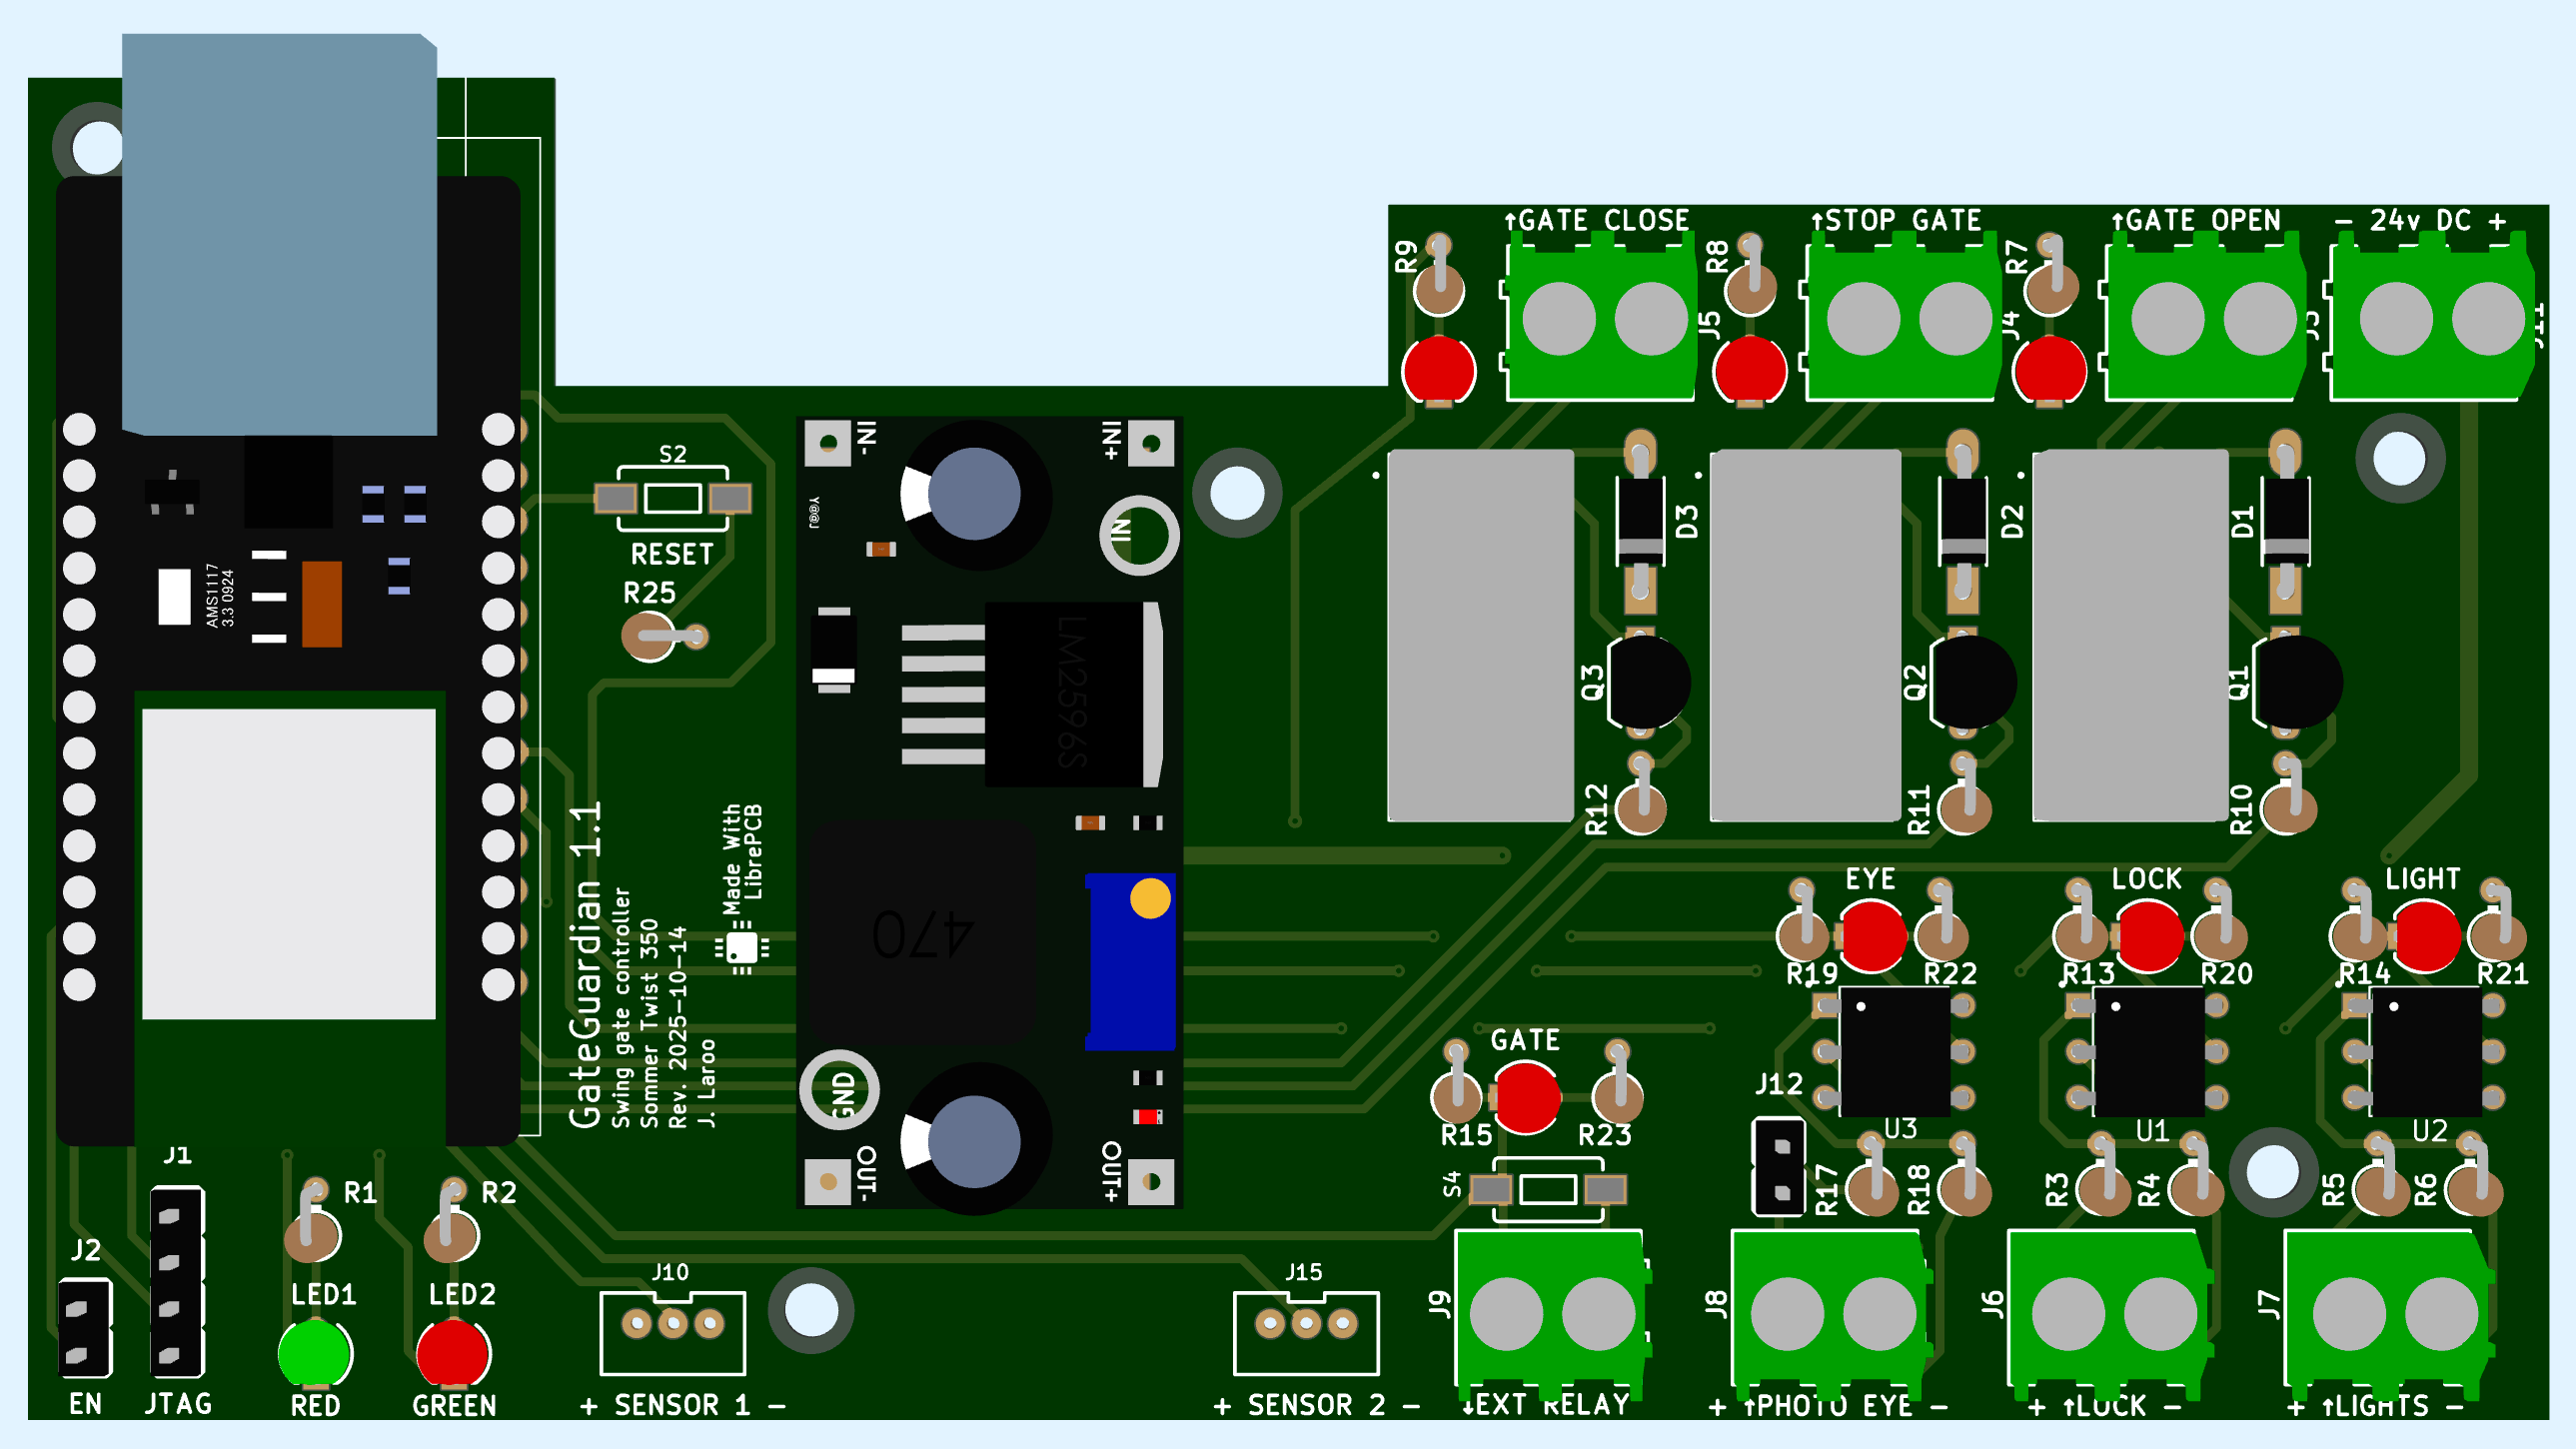 ↑GATE CLOSE
↑STOP GATE
↑GATE OPEN
- 24v DC +
R9
R8
R7
J5
J4
J3
J11
IN-
IN+
S2
RESET
R25
IN
D3
D2
D1
AMS1117
3.3 0924
LM2596S
Q3
Q2
Q1
R12
R11
R10
Made With
LibrePCB
GateGuardian 1.1
Swing gate controller
Sommer Twist 350
Rev. 2025-10-14
J. Laroo
470
EYE
LOCK
LIGHT
R19
R22
R13
R20
R14
R21
GATE
R15
R23
J12
U3
U1
U2
GND
OUT-
OUT+
J1
S4
R17
R18
R3
R4
R5
R6
R1
R2
J2
J10
J15
LED1
LED2
J9
J8
J6
J7
EN
JTAG
RED
GREEN
+ SENSOR 1 -
+ SENSOR 2 -
↓EXT RELAY
+ ↑PHOTO EYE -
+ ↑LOCK -
+ ↑LIGHTS -